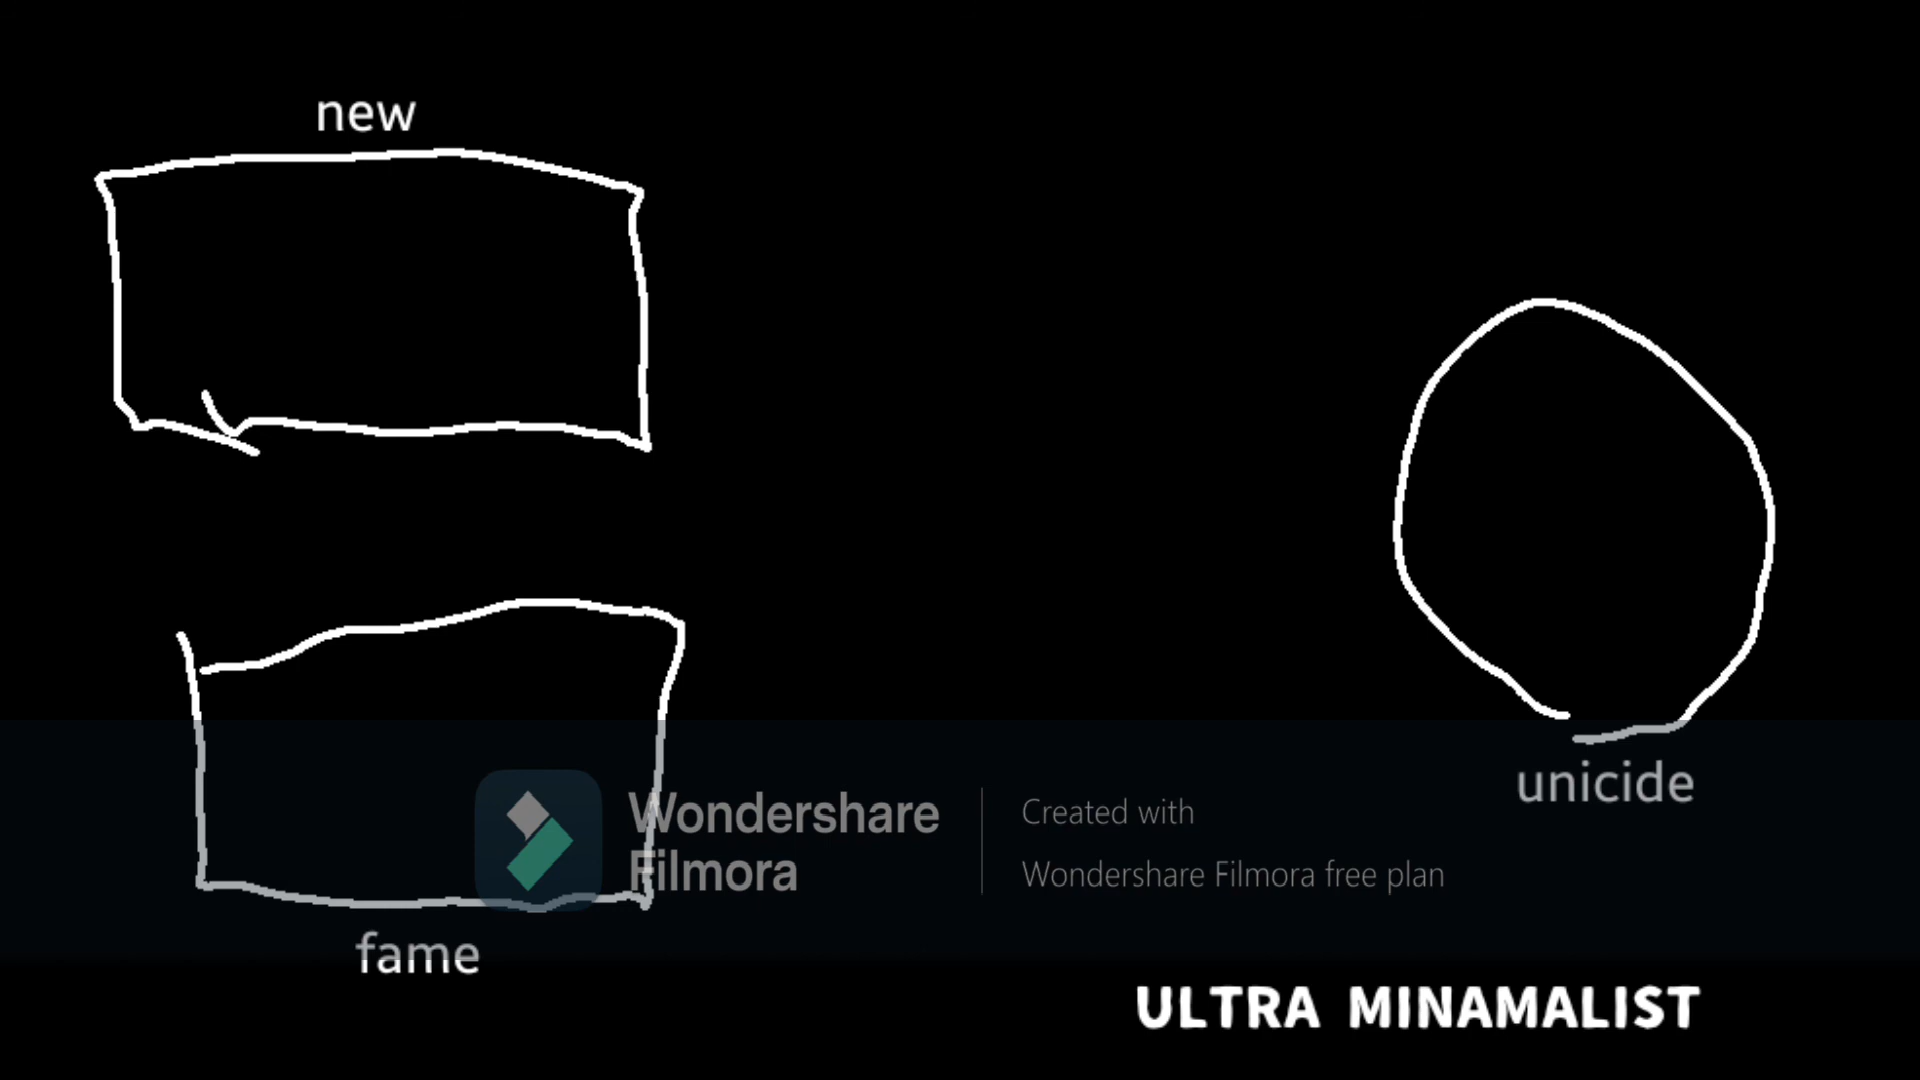 new
unicide
Wondershare
Filmora
Created with
Wondershare Filmora free plan
fame
ULTRA MINAMALIST